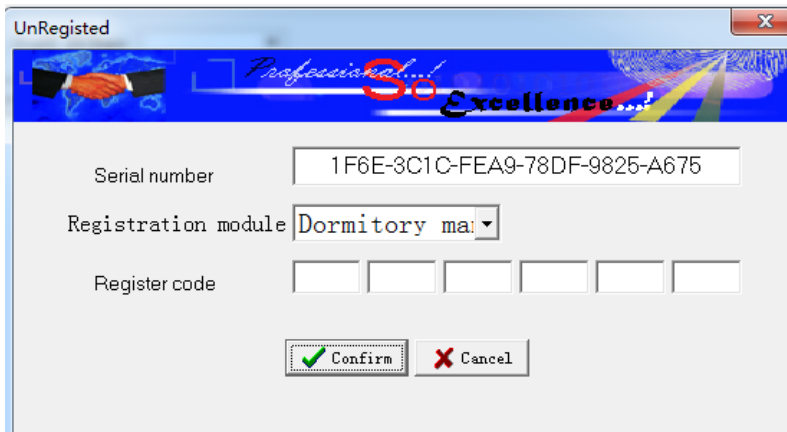 UnRegisted
Professional...!
So
Excellence...!
Serial number
1F6E-3C1C-FEA9-78DF-9825-A675
Registration module
Dormitory ma
Register code
Confirm
Cancel